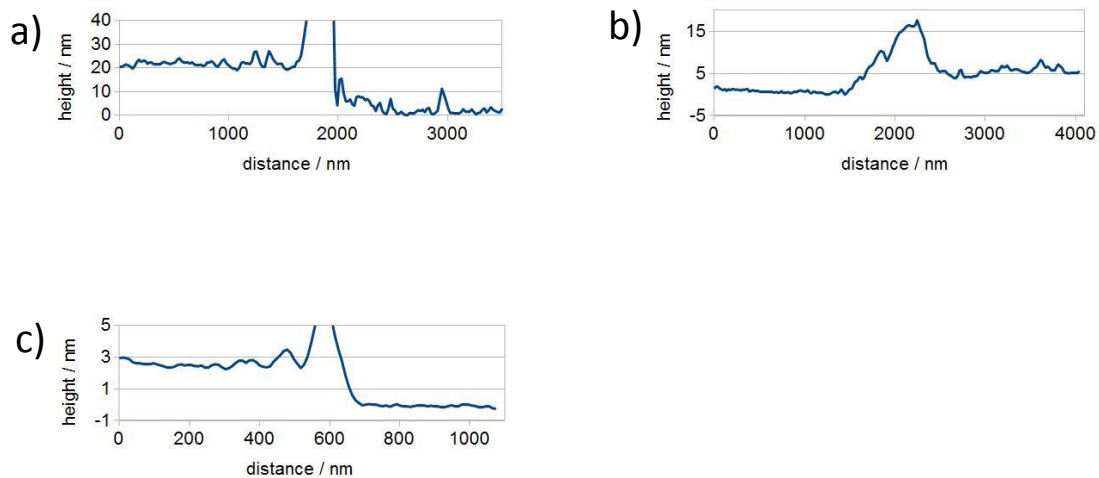 a)
height / nm
40
30
20
10
0
0 1000 2000 3000
distance / nm
b)
height / nm
15
5
-5
0 1000 2000 3000 4000
distance / nm
c)
height / nm
5
3
1
-1
0 200 400 600 800 1000
distance / nm